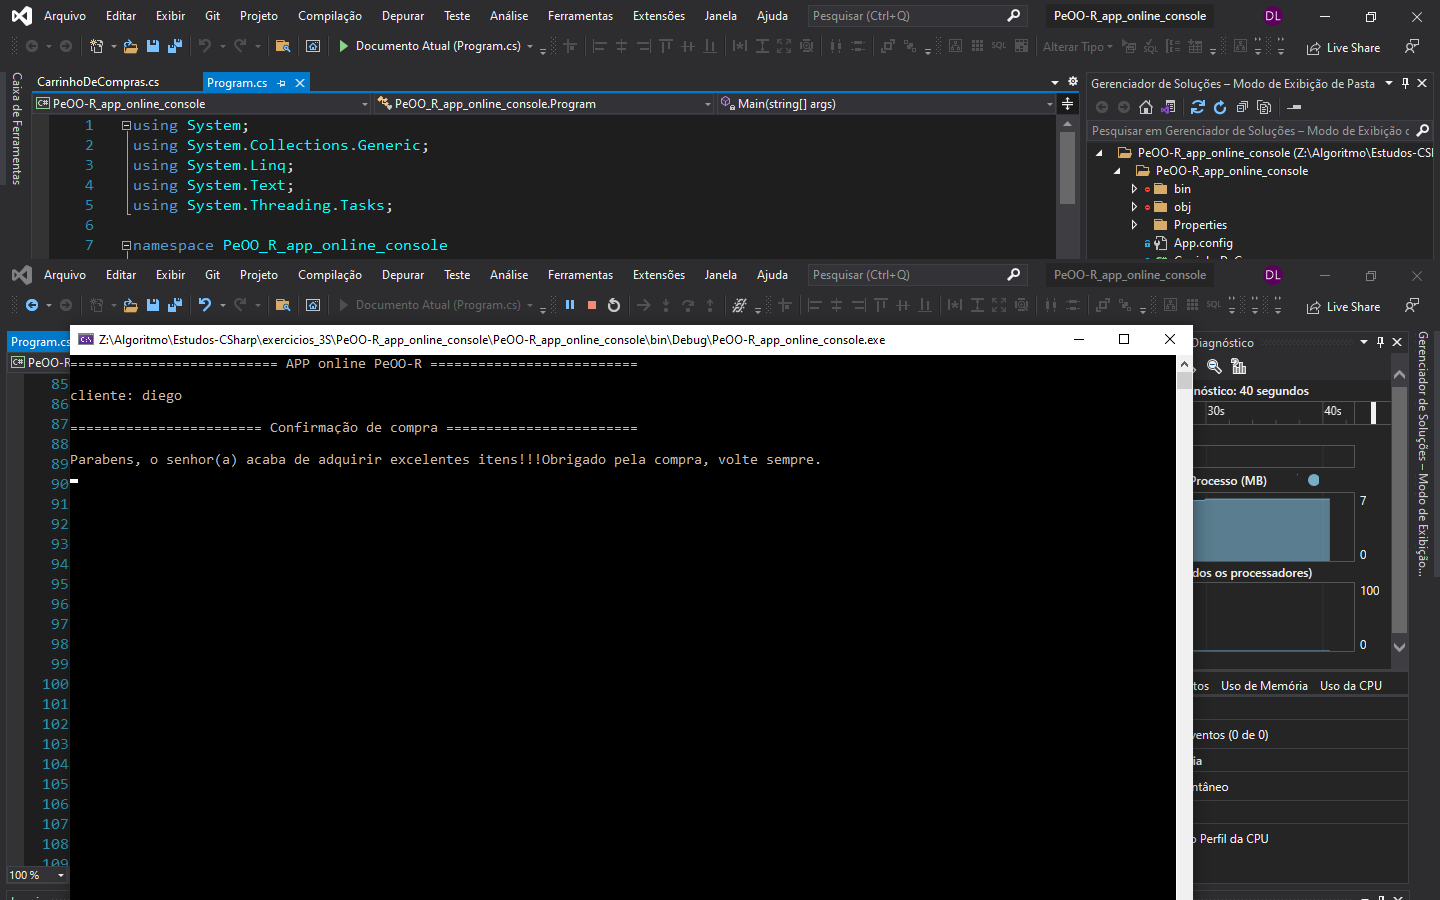 Arquivo Editar Exibir Git Projeto Compilação Depurar Teste Análise Ferramentas Extensões Janela Ajuda Pesquisar (Ctrl+Q) PeOO-R_app_online_console DL
Documento Atual (Program.cs) SQL Alterar Tipo SQL Live Share
Caixa de Ferramentas
CarrinhoDeCompras.cs Program.cs
C# PeOO-R_app_online_console PeOO_R_app_online_console.Program Main(string[] args)
1 using System;
2 using System.Collections.Generic;
3 using System.Linq;
4 using System.Text;
5 using System.Threading.Tasks;
6
7 namespace PeOO_R_app_online_console
Gerenciador de Soluções – Modo de Exibição de Pasta
Pesquisar em Gerenciador de Soluções – Modo de Exibição
PeOO-R_app_online_console (Z:\Algoritmo\Estudos-CS
PeOO-R_app_online_console
bin
obj
Properties
App.config
Arquivo Editar Exibir Git Projeto Compilação Depurar Teste Análise Ferramentas Extensões Janela Ajuda Pesquisar (Ctrl+Q) PeOO-R_app_online_console DL
Documento Atual (Program.cs) SQL Live Share
Program.cs
C# PeOO-R
Z:\Algoritmo\Estudos-CSharp\exercicios_3S\PeOO-R_app_online_console\PeOO-R_app_online_console\bin\Debug\PeOO-R_app_online_console.exe
========================== APP online PeOO-R ==========================
cliente: diego
======================== Confirmação de compra ========================
Parabens, o senhor(a) acaba de adquirir excelentes itens!!!Obrigado pela compra, volte sempre.
85
86
87
88
89
90
91
92
93
94
95
96
97
98
99
100
101
102
103
104
105
106
107
108
109
100 %
Diagnóstico
nóstico: 40 segundos
30s 40s
Processo (MB)
7
0
dos os processadores)
100
0
tos Uso de Memória Uso da CPU
ventos (0 de 0)
ia
ntâneo
o Perfil da CPU
Gerenciador de Soluções – Modo de Exibição...